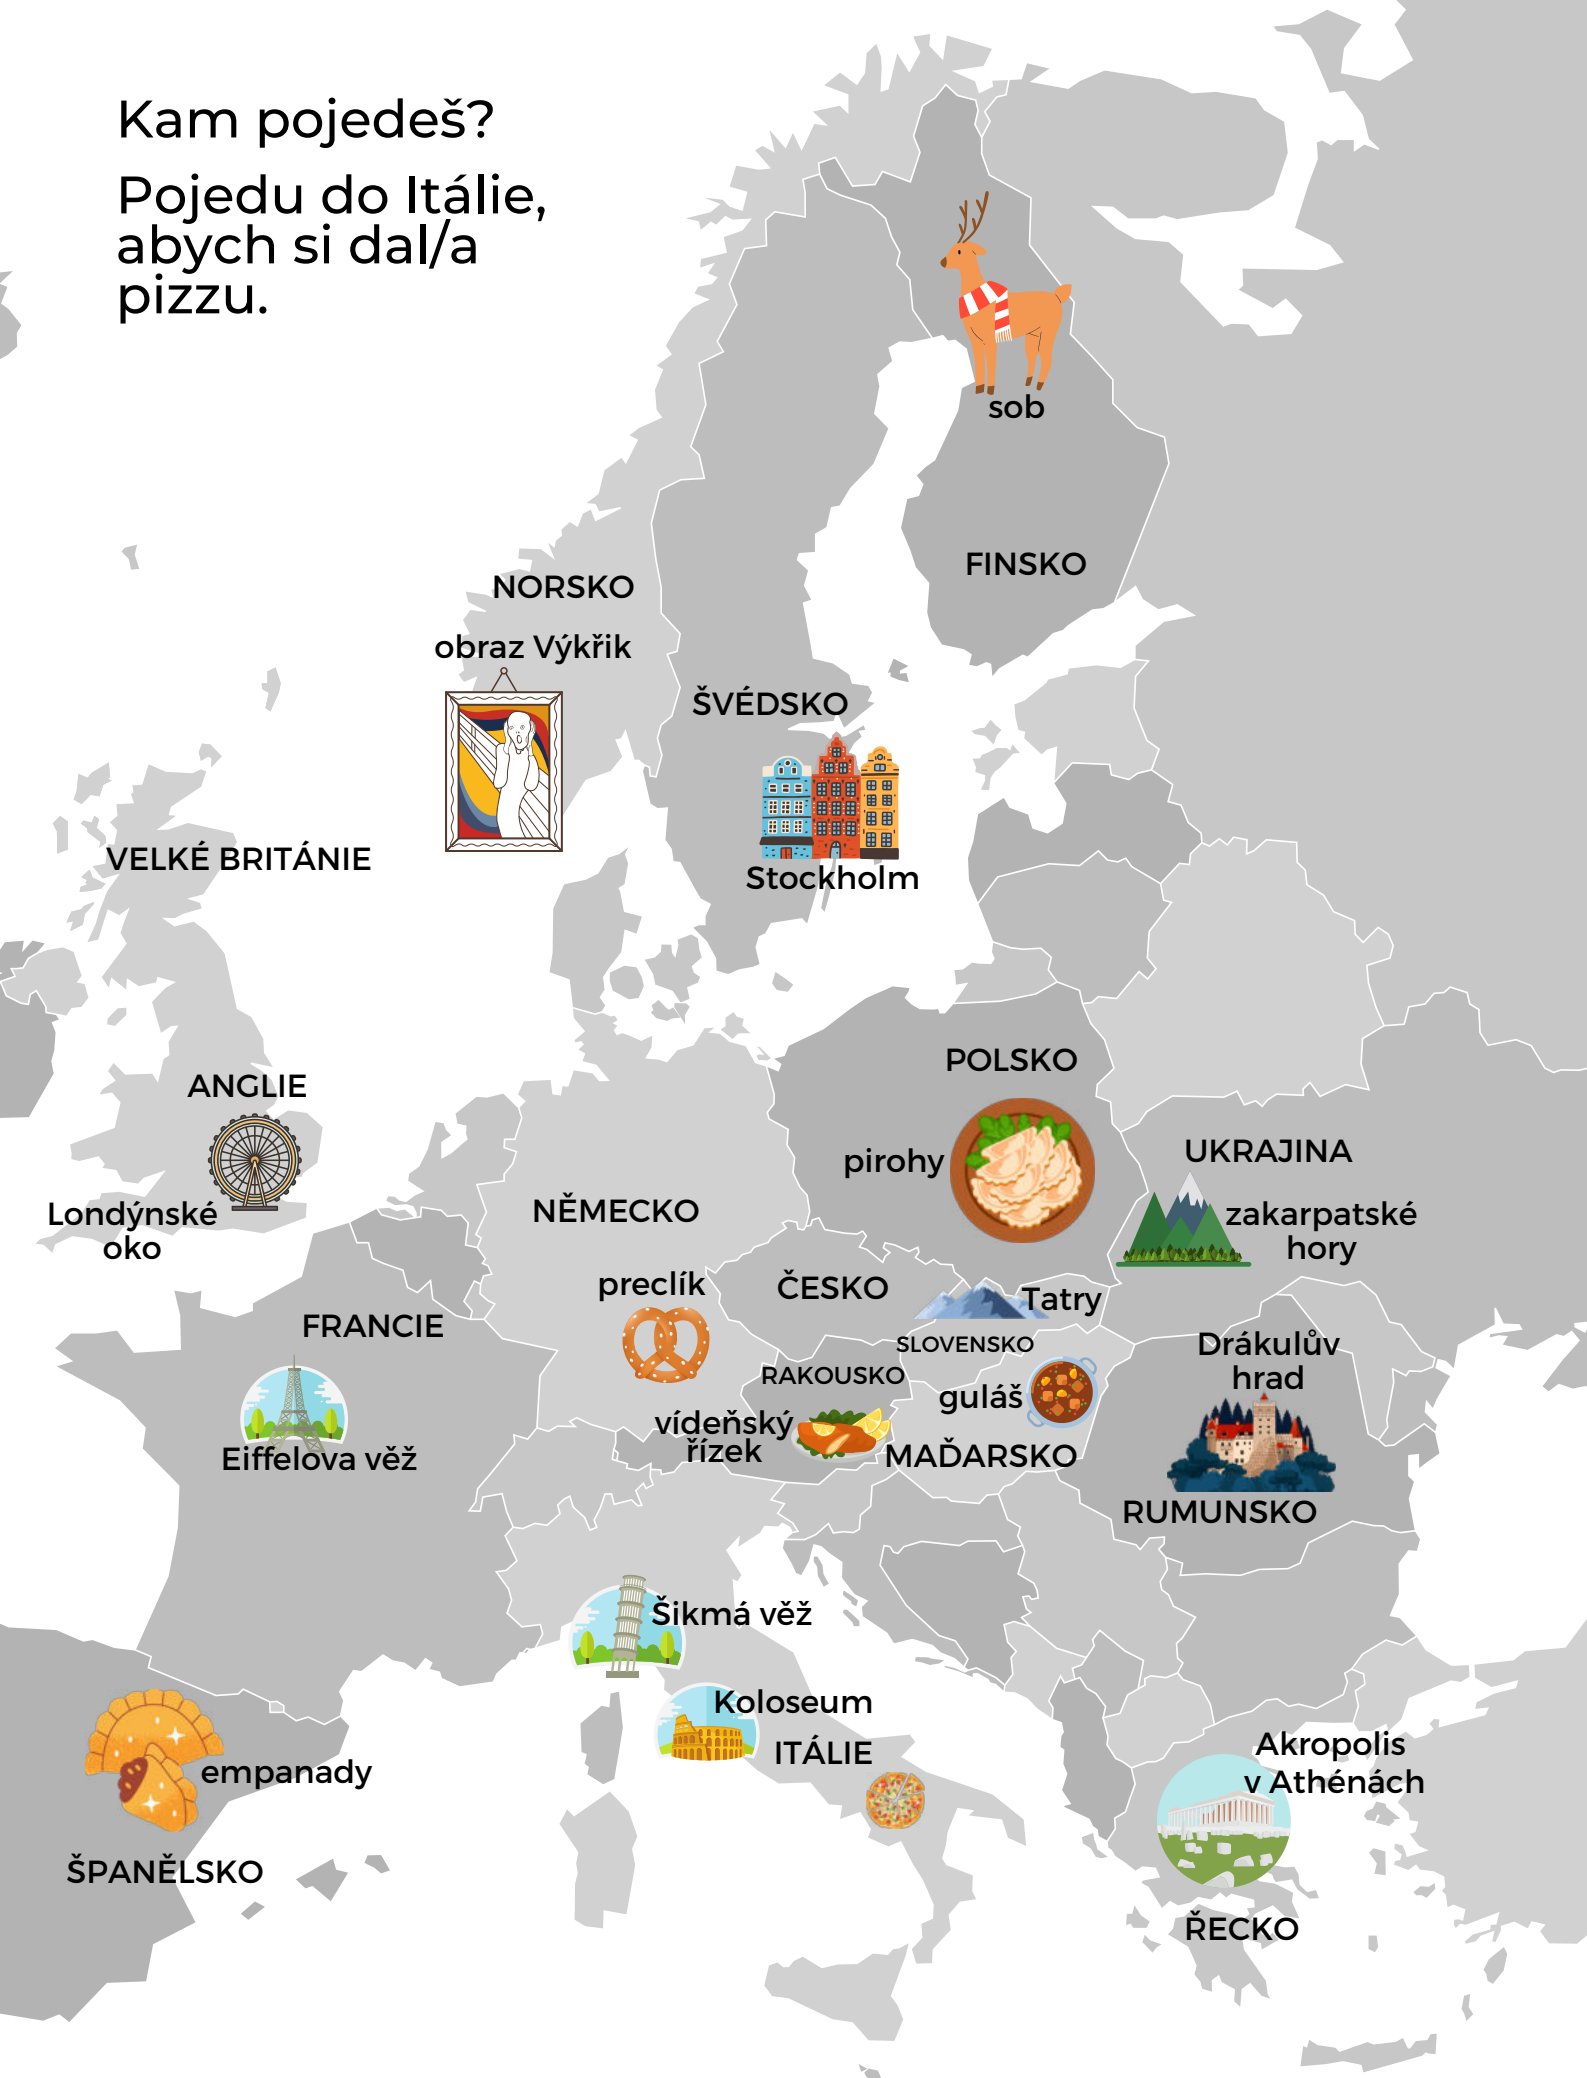 Kam pojedeš?
Pojedu do Itálie,
abych si dal/a
pizzu.
sob
FINSKO
NORSKO
obraz Výkřik
ŠVÉDSKO
Stockholm
VELKÉ BRITÁNIE
ANGLIE
Londýnské
oko
POLSKO
pirohy
UKRAJINA
zakarpatské
hory
NĚMECKO
preclík
ČESKO
Tatry
SLOVENSKO
FRANCIE
Eiffelova věž
RAKOUSKO
vídeňský
řízek
guláš
MAĎARSKO
Drákulův
hrad
RUMUNSKO
Šikmá věž
Koloseum
ITÁLIE
empanady
ŠPANĚLSKO
Akropolis
v Athénách
ŘECKO